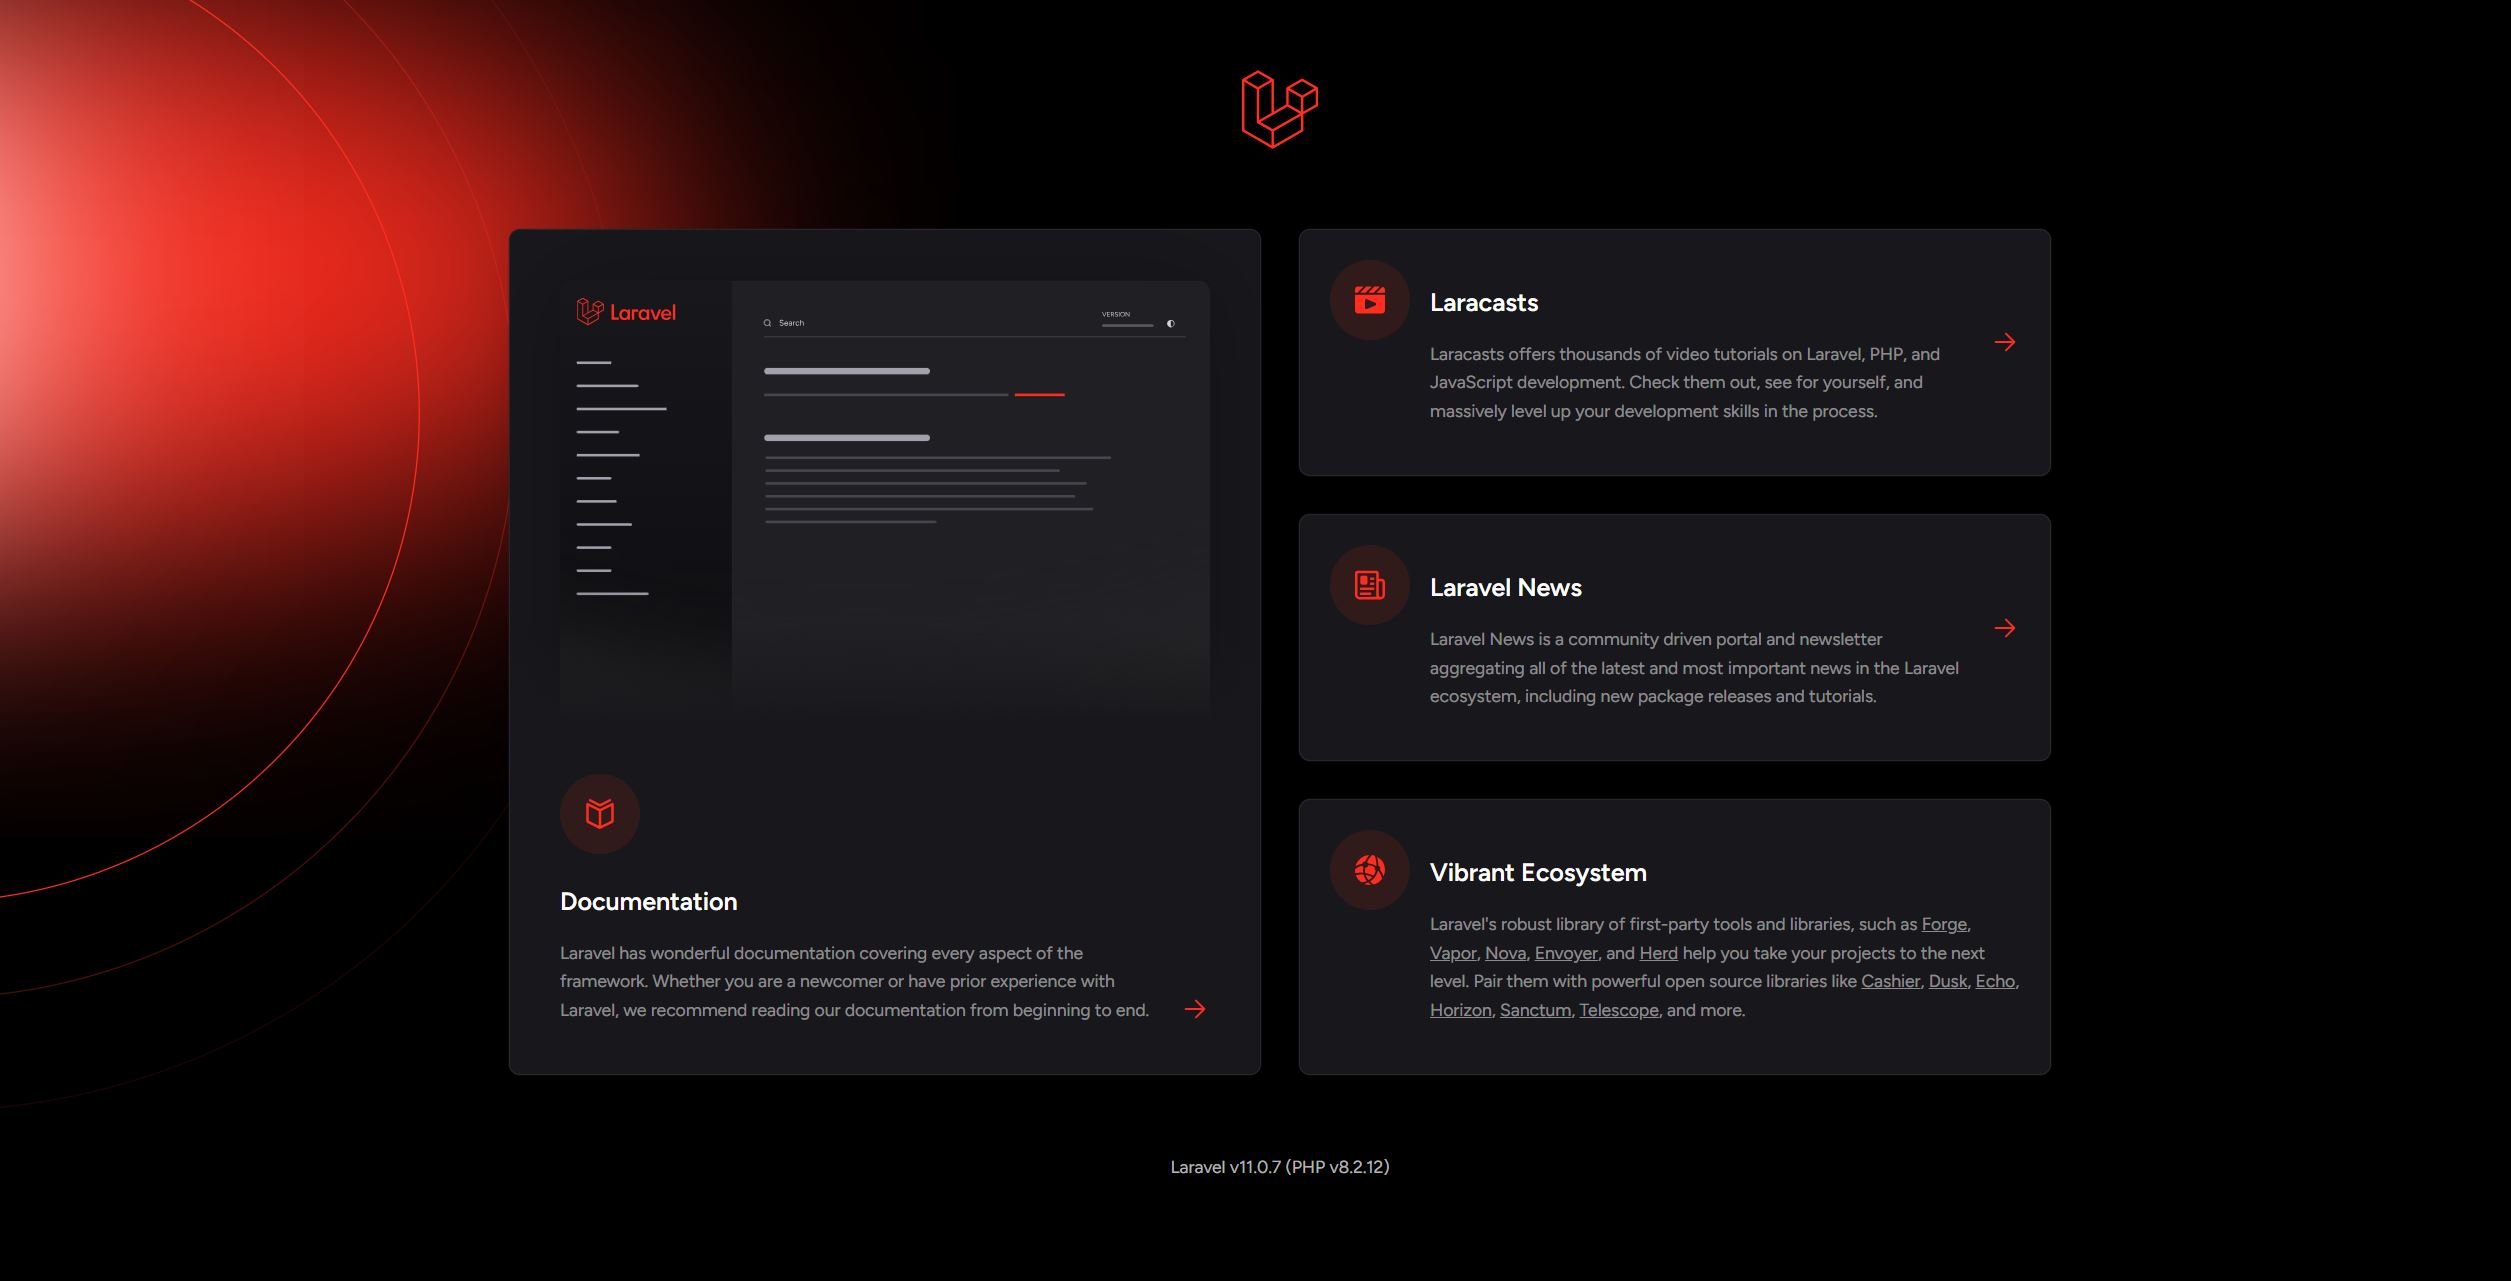 Laravel
Search
VERSION
Documentation
Laravel has wonderful documentation covering every aspect of the
framework. Whether you are a newcomer or have prior experience with
Laravel, we recommend reading our documentation from beginning to end.
Laracasts
Laracasts offers thousands of video tutorials on Laravel, PHP, and
JavaScript development. Check them out, see for yourself, and
massively level up your development skills in the process.
Laravel News
Laravel News is a community driven portal and newsletter
aggregating all of the latest and most important news in the Laravel
ecosystem, including new package releases and tutorials.
Vibrant Ecosystem
Laravel's robust library of first-party tools and libraries, such as Forge,
Vapor, Nova, Envoyer, and Herd help you take your projects to the next
level. Pair them with powerful open source libraries like Cashier, Dusk, Echo,
Horizon, Sanctum, Telescope, and more.
Laravel v11.0.7 (PHP v8.2.12)